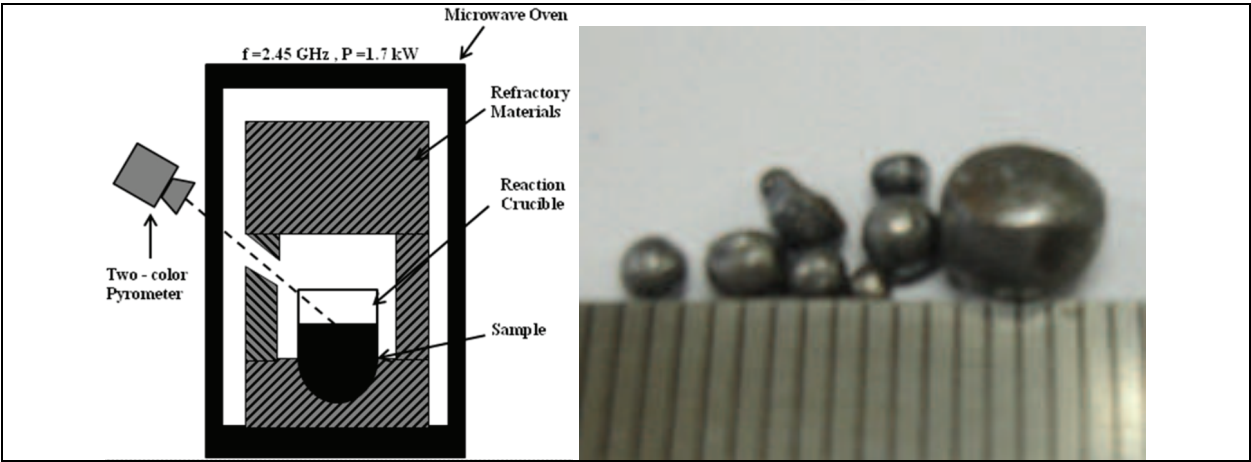 Microwave Oven
f =2.45 GHz , P =1.7 kW
Refractory
Materials
Reaction
Crucible
Two - color
Pyrometer
Sample